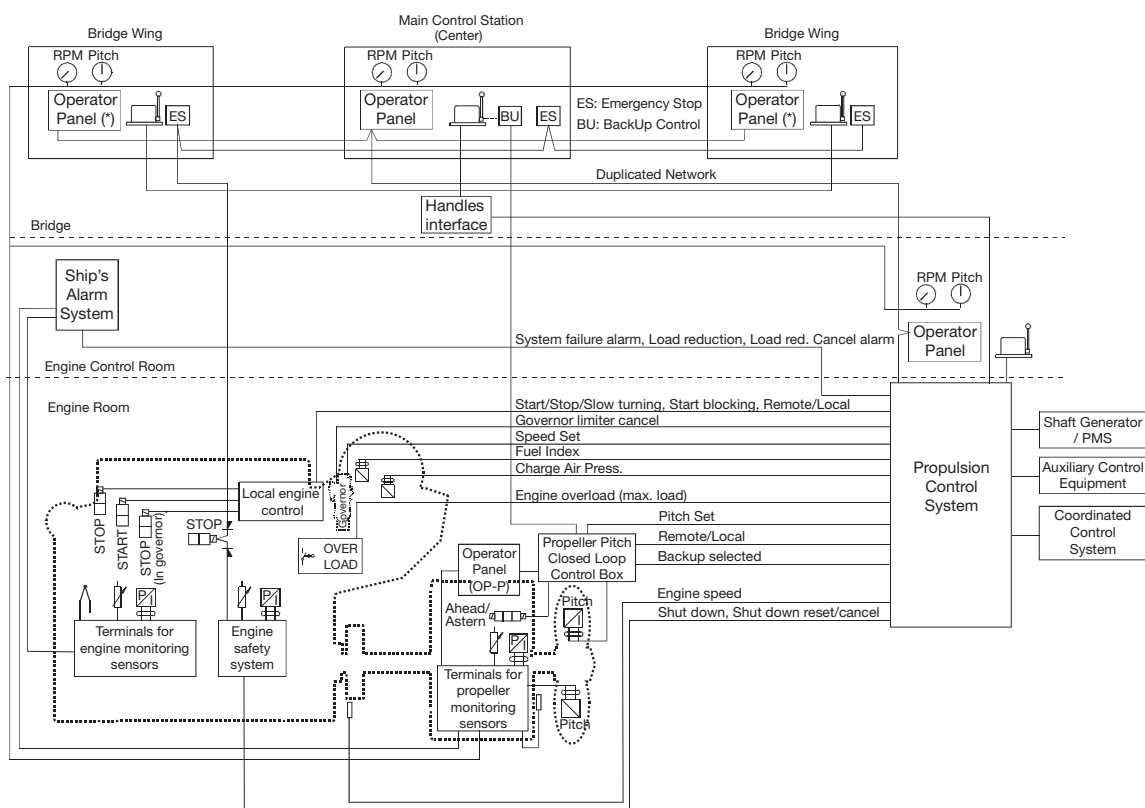 Main Control Station
(Center)
Bridge Wing
Bridge Wing
RPM Pitch
RPM Pitch
RPM Pitch
Operator
Panel (*)
ES
Operator
Panel
BU
ES
ES: Emergency Stop
BU: BackUp Control
Operator
Panel (*)
ES
Duplicated Network
Handles
interface
Bridge
Ship's
Alarm
System
RPM Pitch
Operator
Panel
System failure alarm, Load reduction, Load red. Cancel alarm
Engine Control Room
Engine Room
Start/Stop/Slow turning, Start blocking, Remote/Local
Governor limiter cancel
Speed Set
Fuel Index
Charge Air Press.
Engine overload (max. load)
Pitch Set
Remote/Local
Backup selected
Engine speed
Shut down, Shut down reset/cancel
Propulsion
Control
System
Shaft Generator
/ PMS
Auxiliary Control
Equipment
Coordinated
Control
System
Local engine
control
Governor
STOP
START
STOP
(In governor)
STOP
OVER
LOAD
Operator
Panel
(OP-P)
Propeller Pitch
Closed Loop
Control Box
Ahead/
Astern
Pitch
I
P
I
P
I
P
I
Terminals for
engine monitoring
sensors
Engine
safety
system
Terminals for
propeller
monitoring
sensors
Pitch